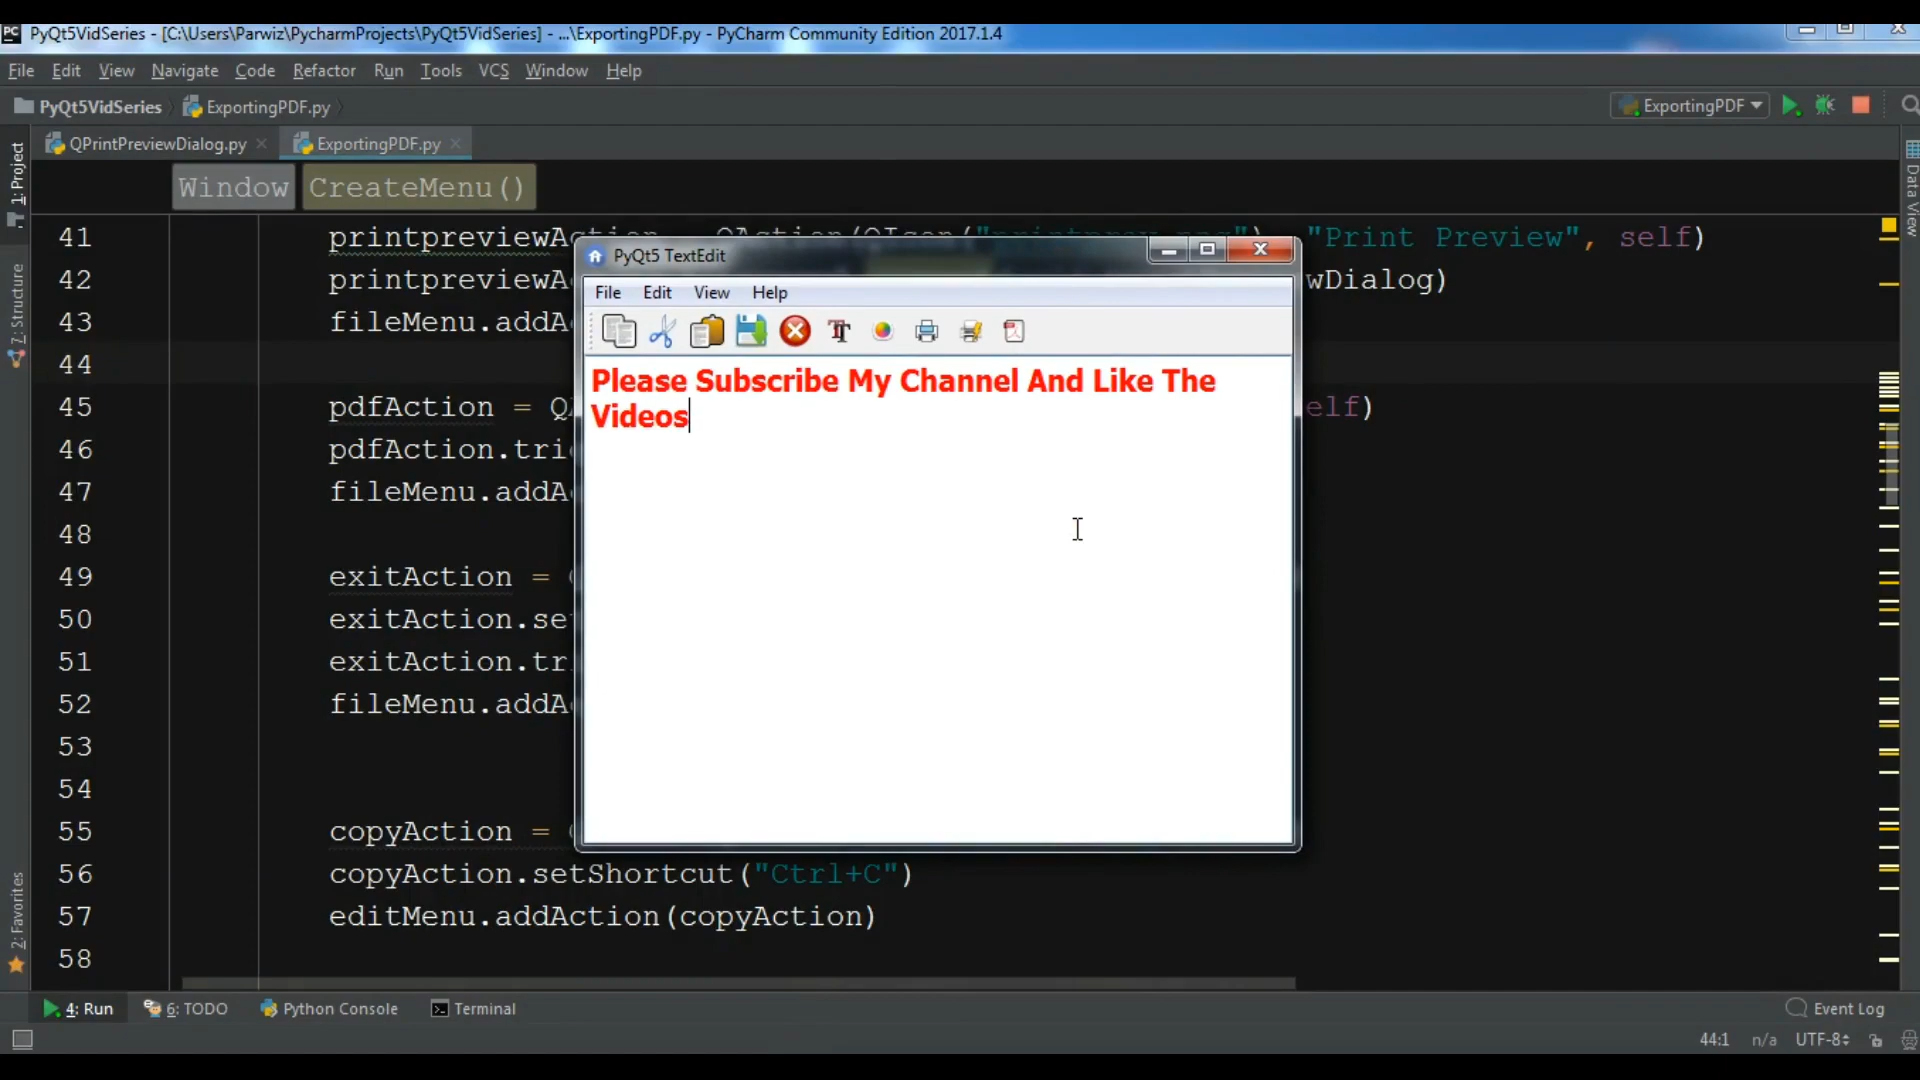 PyQt5VidSeries - [C:\Users\Parwiz\PycharmProjects\PyQt5VidSeries] - ...\ExportingPDF.py - PyCharm Community Edition 2017.1.4
File Edit View Navigate Code Refactor Run Tools VCS Window Help
PyQt5VidSeries ExportingPDF.py ExportingPDF
QPrintPreviewDialog.py ExportingPDF.py
Window CreateMenu()
1: Project
7: Structure
2: Favorites
Data View
41 printpreviewA "Print Preview", self)
42 printpreviewA wDialog)
43 fileMenu.addA
44
45 pdfAction = Q elf)
46 pdfAction.tri
47 fileMenu.addA
48
49 exitAction =
50 exitAction.se
51 exitAction.tr
52 fileMenu.addA
53
54
55 copyAction =
56 copyAction.setShortcut("Ctrl+C")
57 editMenu.addAction(copyAction)
58
PyQt5 TextEdit
File Edit View Help
Please Subscribe My Channel And Like The
Videos
4: Run 6: TODO Python Console Terminal Event Log
44:1 n/a UTF-8